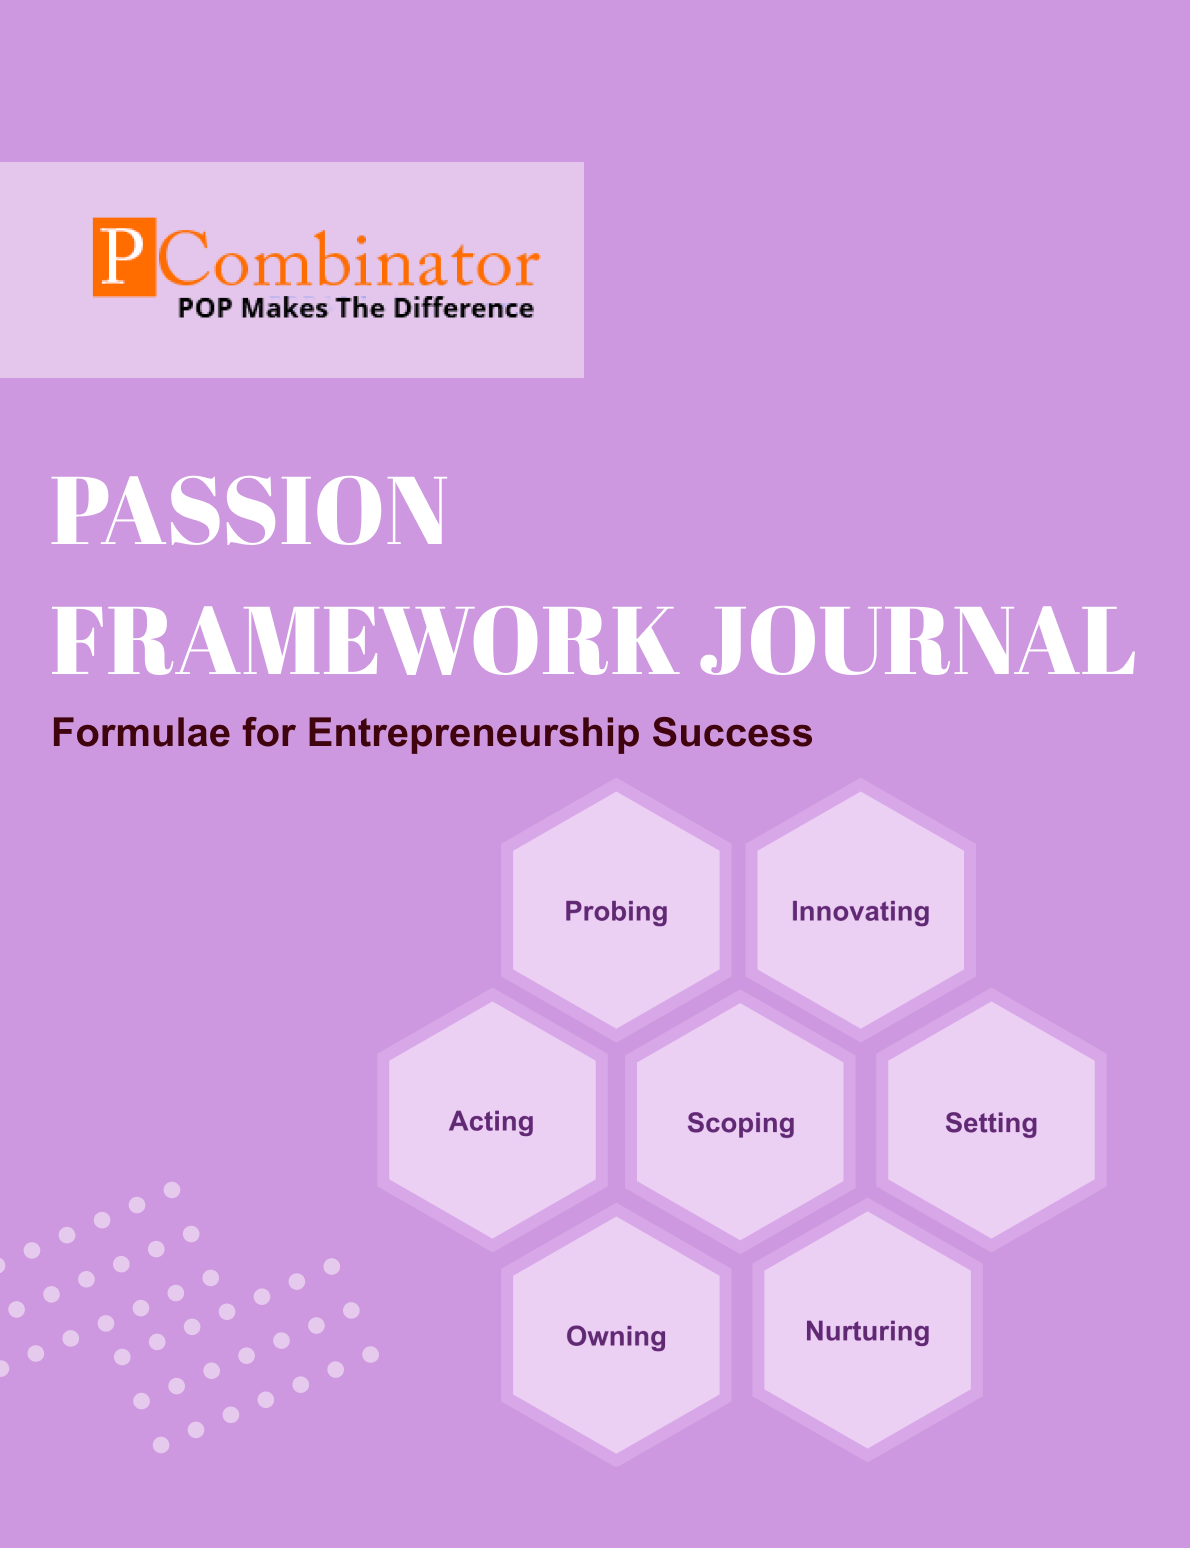 PCombinator
POP Makes The Difference
PASSION
FRAMEWORK JOURNAL
Formulae for Entrepreneurship Success
Probing
Innovating
Acting
Scoping
Setting
Owning
Nurturing